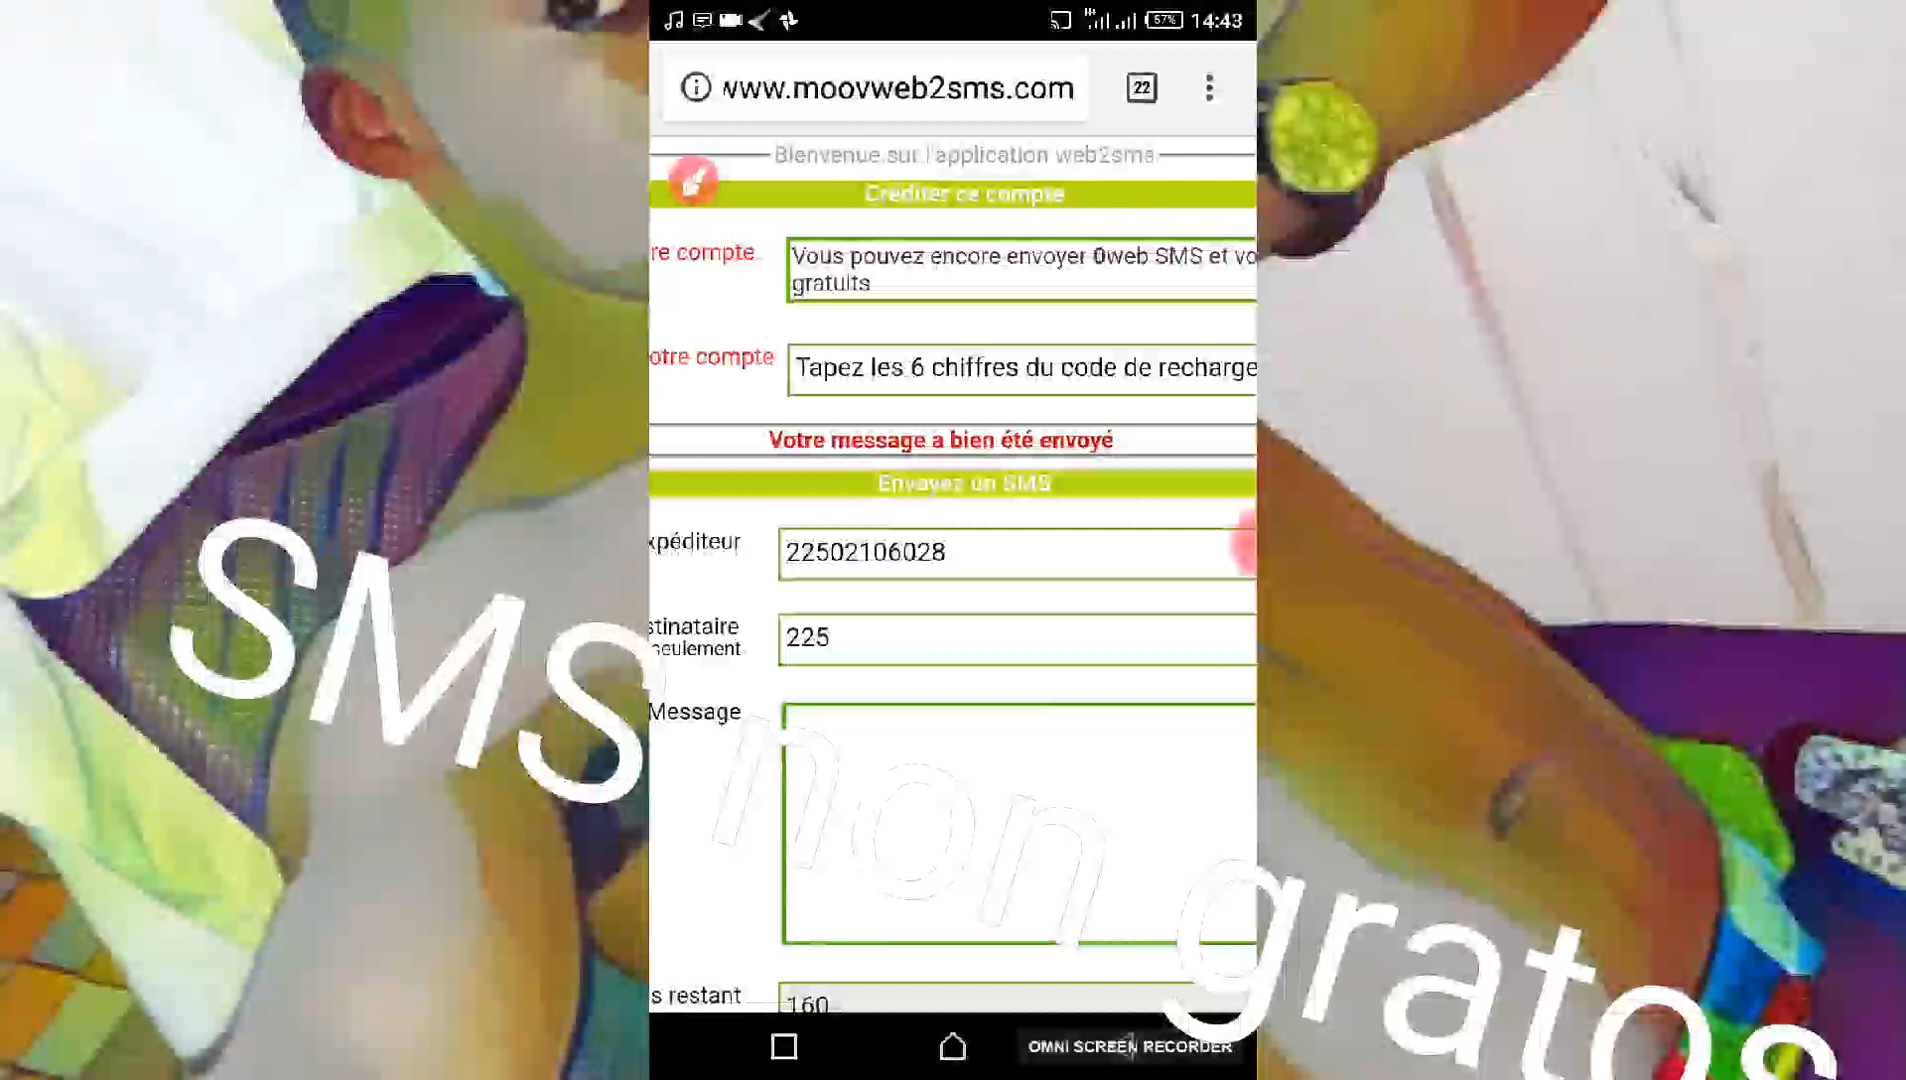 57% 14:43
www.moovweb2sms.com 22
Bienvenue sur l'application web2sms
Créditer ce compte
re compte
Vous pouvez encore envoyer 0web SMS et vo
gratuits
otre compte
Tapez les 6 chiffres du code de recharge
Votre message a bien été envoyé
Envoyez un SMS
xpéditeur
22502106028
stinataire
seulement
225
Message
s restant
160
SMS non gratos
OMNI SCREEN RECORDER